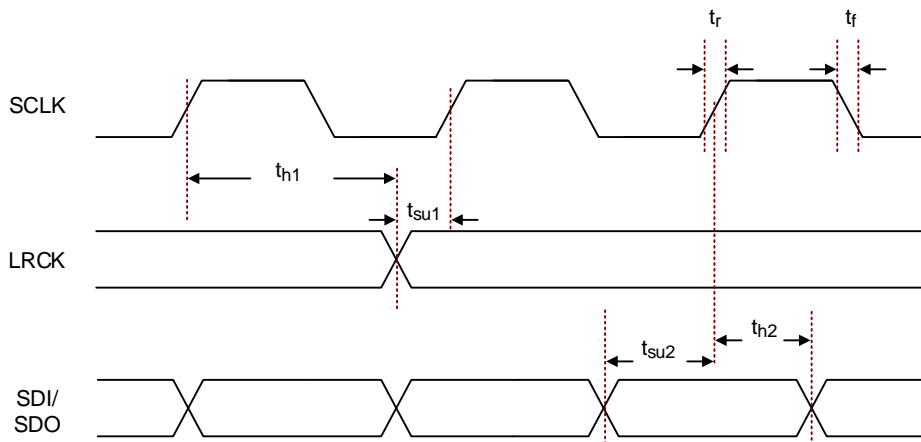 tr
tf
SCLK
th1
tsu1
LRCK
tsu2
th2
SDI/
SDO